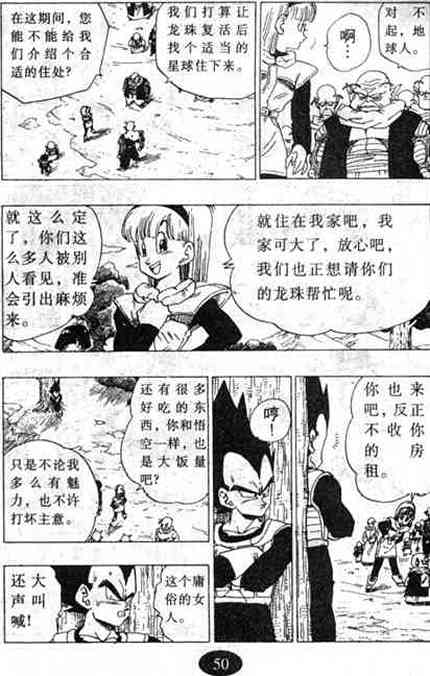 对不
起，地
球人。
啊…
我们打算让
龙珠复活后
找个适当的
星球住下来。
在这期间，您
能不能给我
们介绍个合
适的住处？
就住在我家吧，我
家可大了，放心吧，
我们也正想请你们
的龙珠帮忙呢。
就这么定
了，你们这
么多人被别
人看见，准
会引出麻烦
来。
你也来
吧，反正
不收你
的房
租。
哼！
还有很多
好吃的东
西，你和悟
空一样，也
是大饭量
吧？
只是不论我
多么有魅
力，也不许
打坏主意。
这个庸
俗的女
人。
还大
声叫
喊！
50